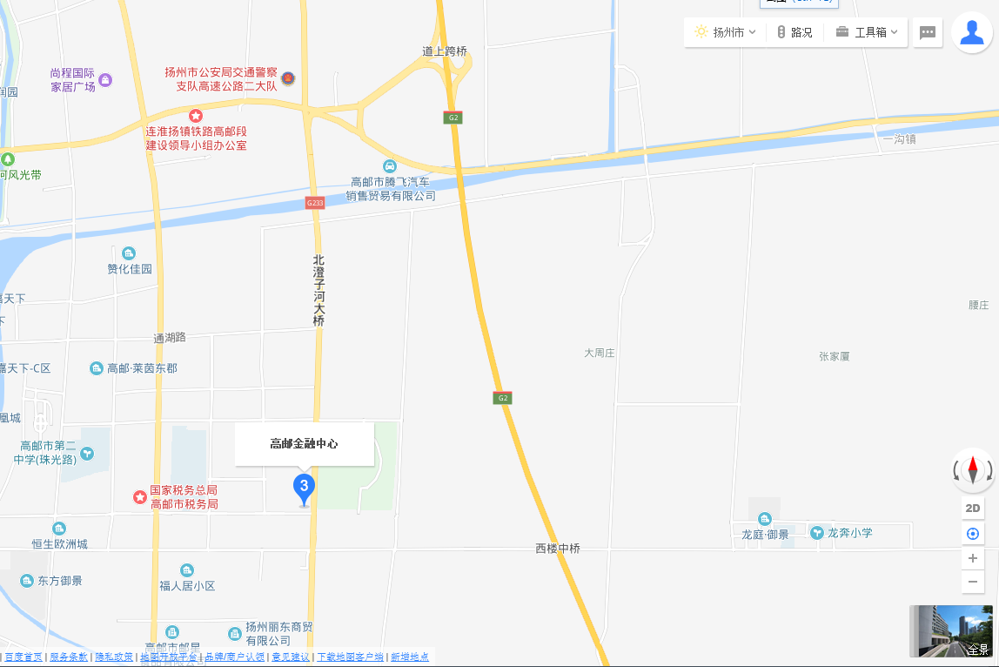 道上跨桥
扬州市
路况
工具箱
尚程国际
家居广场
扬州市公安局交通警察
支队高速公路二大队
润园
G2
连淮扬镇铁路高邮段
建设领导小组办公室
一沟镇
河风光带
高邮市腾飞汽车
销售贸易有限公司
G233
赞化佳园
北澄子河大桥
嘉天下
腰庄
通湖路
大周庄
张家厦
嘉天下-C区
高邮·莱茵东郡
G2
凰城
高邮市第二
中学(珠光路)
高邮金融中心
3
国家税务总局
高邮市税务局
2D
恒生欧洲城
龙庭·御景
龙奔小学
西楼中桥
东方御景
福人居小区
扬州丽东商贸
有限公司
高邮市邮星
食品有限公司
全景
百度首页 | 服务条款 | 隐私政策 | 地图开放平台 | 品牌/商户认领 | 意见建议 | 下载地图客户端 | 新增地点